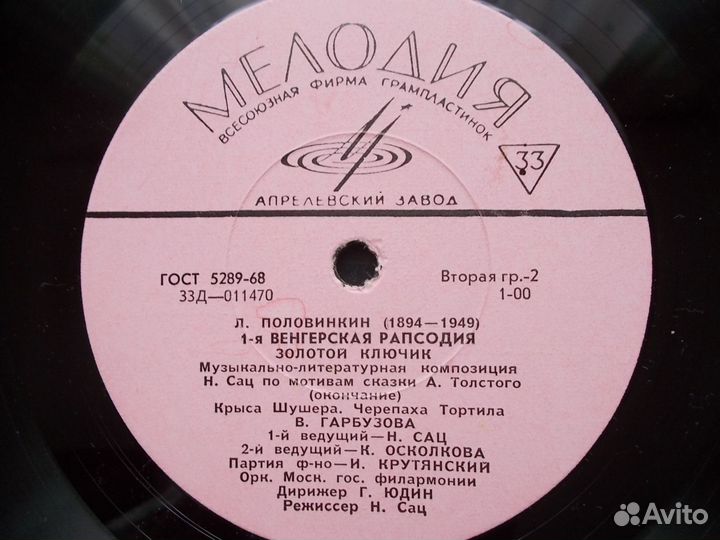 МЕЛОДИЯ
ВСЕСОЮЗНАЯ ФИРМА ГРАМПЛАСТИНОК
33
АПРЕЛЕВСКИЙ ЗАВОД
ГОСТ 5289-68
Вторая гр.-2
33Д—011470
1-00
Л. ПОЛОВИНКИН (1894—1949)
1-я ВЕНГЕРСКАЯ РАПСОДИЯ
ЗОЛОТОЙ КЛЮЧИК
Музыкально-литературная композиция
Н. Сац по мотивам сказки А. Толстого
(окончание)
Крыса Шушера. Черепаха Тортила
В. ГАРБУЗОВА
1-й ведущий—Н. САЦ
2-й ведущий—К. ОСКОЛКОВА
Партия ф-но—И. КРУТЯНСКИЙ
Орк. Моск. гос. филармонии
Дирижер Г. ЮДИН
Режиссер Н. Сац
Avito